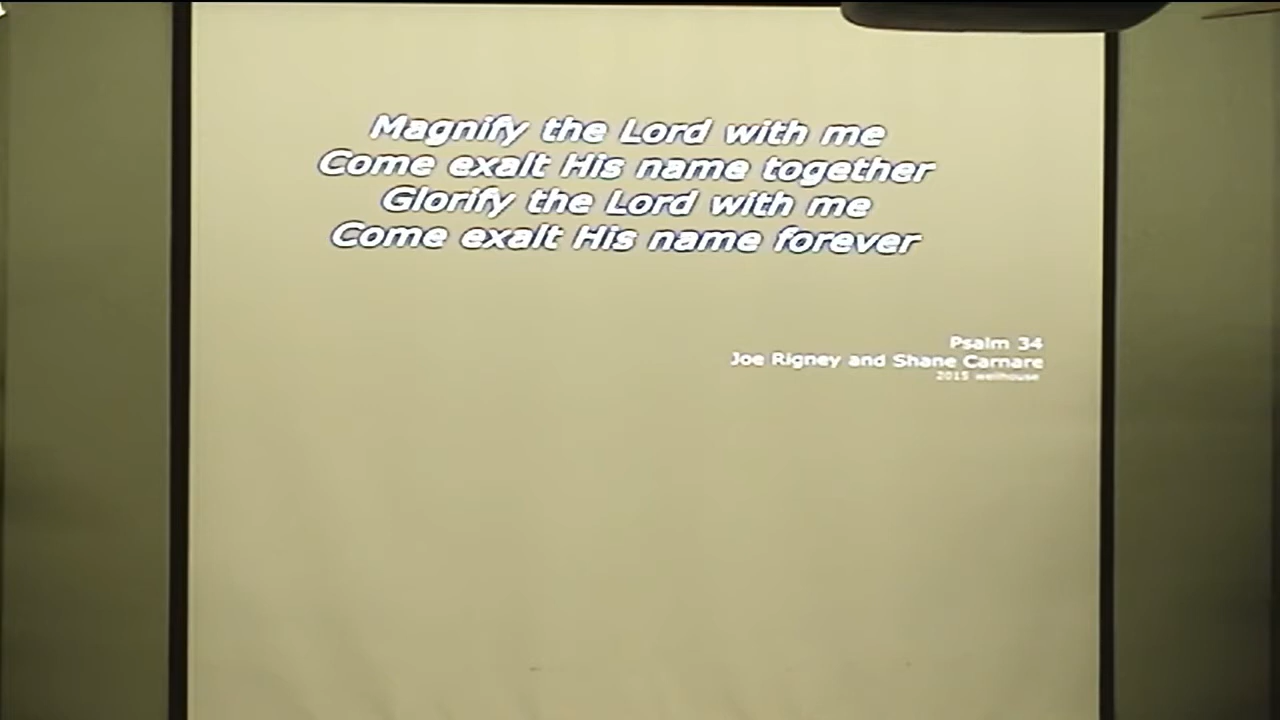 Magnify the Lord with me
Come exalt His name together
Glorify the Lord with me
Come exalt His name forever
Psalm 34
Joe Rigney and Shane Carnare
2015 wellhouse